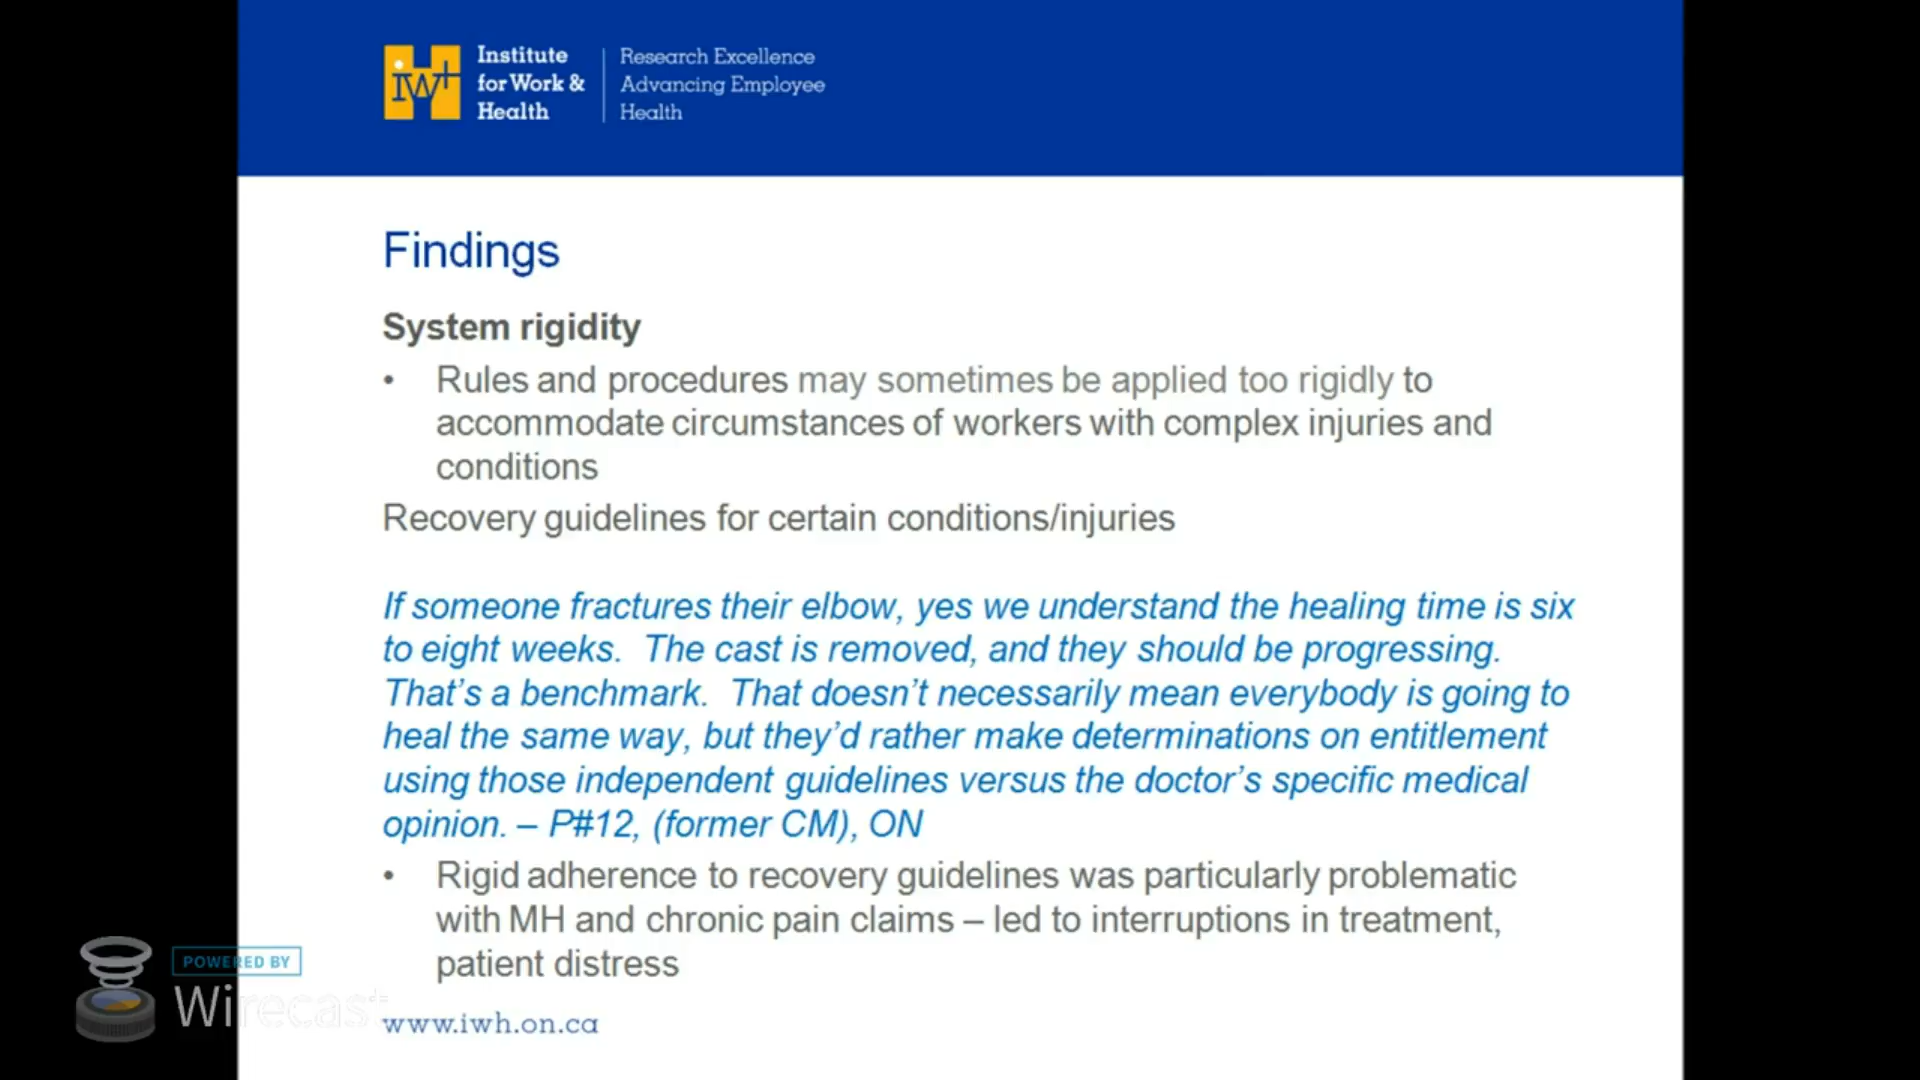 iw+
Institute
for Work &
Health
Research Excellence
Advancing Employee
Health
Findings
System rigidity
• Rules and procedures may sometimes be applied too rigidly to
accommodate circumstances of workers with complex injuries and
conditions
Recovery guidelines for certain conditions/injuries
If someone fractures their elbow, yes we understand the healing time is six
to eight weeks.  The cast is removed, and they should be progressing.
That’s a benchmark.  That doesn’t necessarily mean everybody is going to
heal the same way, but they’d rather make determinations on entitlement
using those independent guidelines versus the doctor’s specific medical
opinion. – P#12, (former CM), ON
• Rigid adherence to recovery guidelines was particularly problematic
with MH and chronic pain claims – led to interruptions in treatment,
patient distress
POWERED BY
Wirecast
www.iwh.on.ca